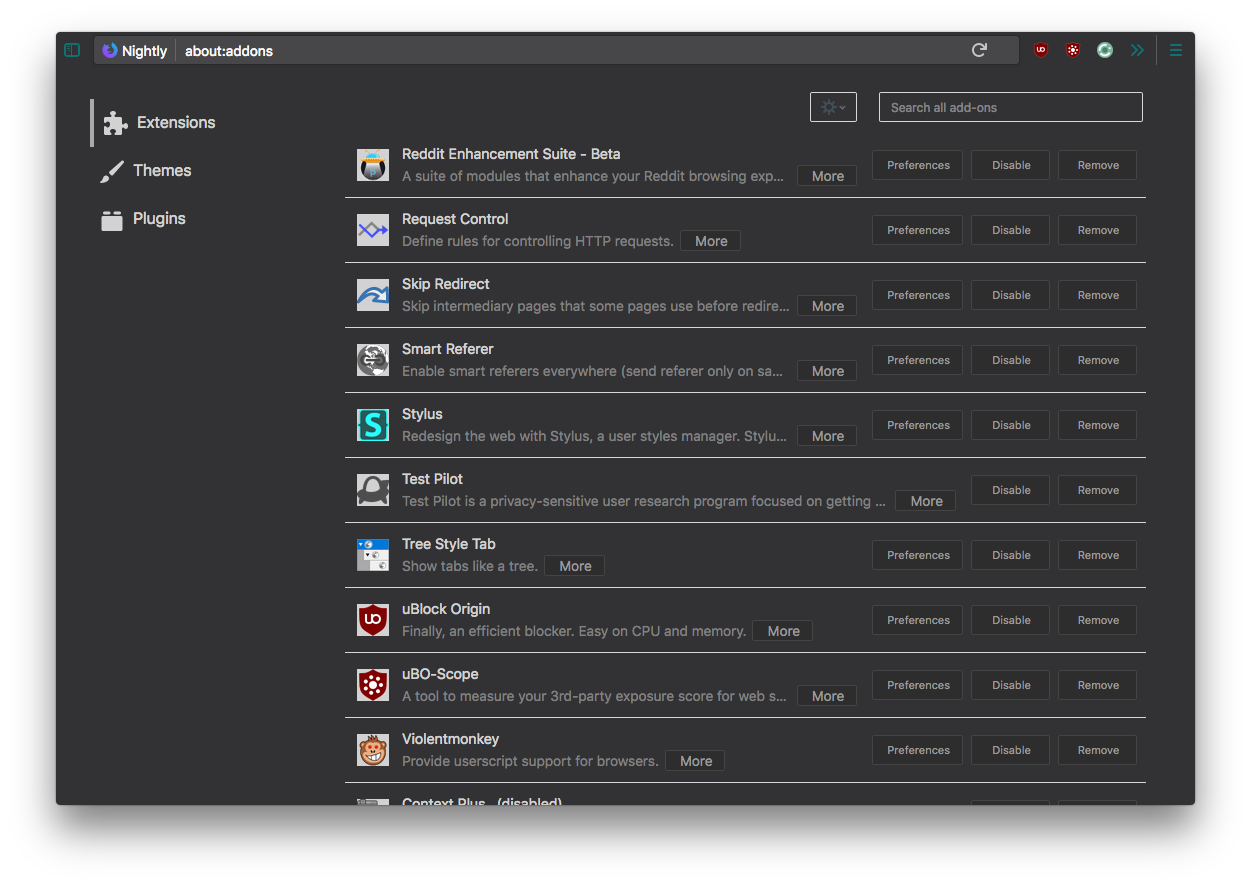 Nightly about:addons
Extensions
Themes
Plugins
Search all add-ons
Reddit Enhancement Suite - Beta
A suite of modules that enhance your Reddit browsing exp... More Preferences Disable Remove
Request Control
Define rules for controlling HTTP requests. More Preferences Disable Remove
Skip Redirect
Skip intermediary pages that some pages use before redire... More Preferences Disable Remove
Smart Referer
Enable smart referers everywhere (send referer only on sa... More Preferences Disable Remove
Stylus
Redesign the web with Stylus, a user styles manager. Stylu... More Preferences Disable Remove
Test Pilot
Test Pilot is a privacy-sensitive user research program focused on getting ... More Disable Remove
Tree Style Tab
Show tabs like a tree. More Preferences Disable Remove
uBlock Origin
Finally, an efficient blocker. Easy on CPU and memory. More Preferences Disable Remove
uBO-Scope
A tool to measure your 3rd-party exposure score for web s... More Preferences Disable Remove
Violentmonkey
Provide userscript support for browsers. More Preferences Disable Remove
Context Plus (disabled)